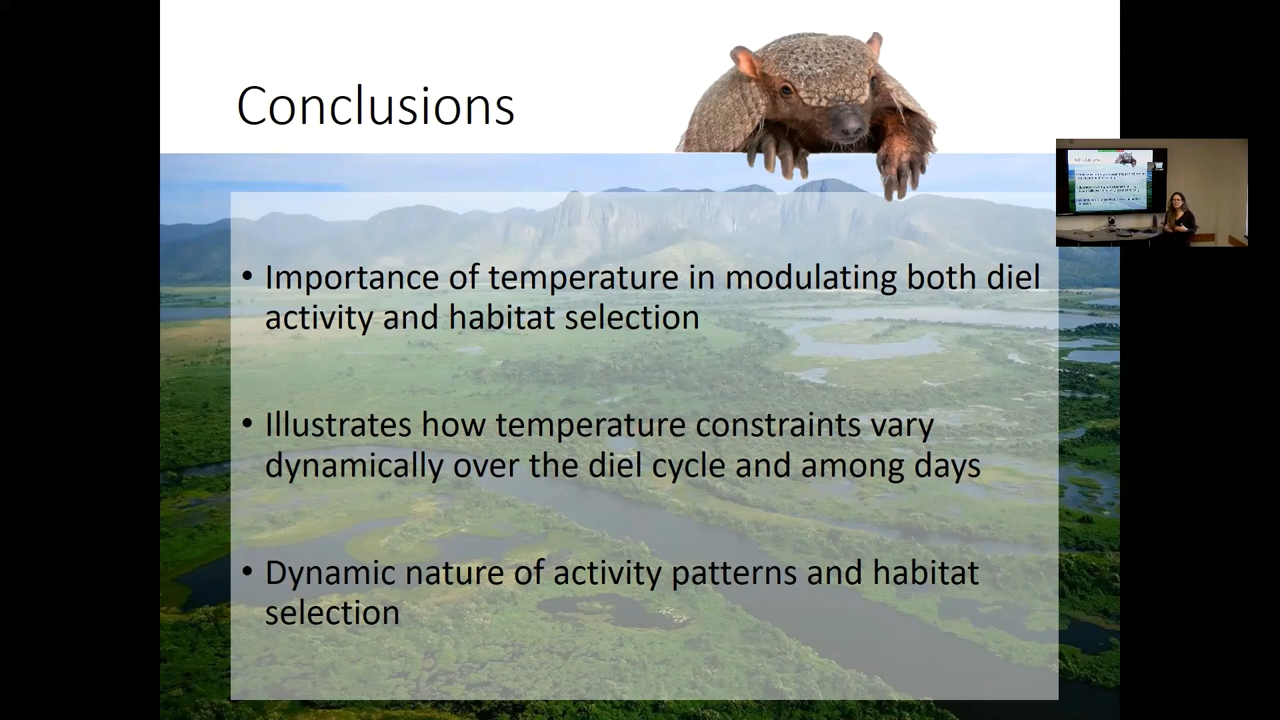 Conclusions
• Importance of temperature in modulating both diel
activity and habitat selection
• Illustrates how temperature constraints vary
dynamically over the diel cycle and among days
• Dynamic nature of activity patterns and habitat
selection